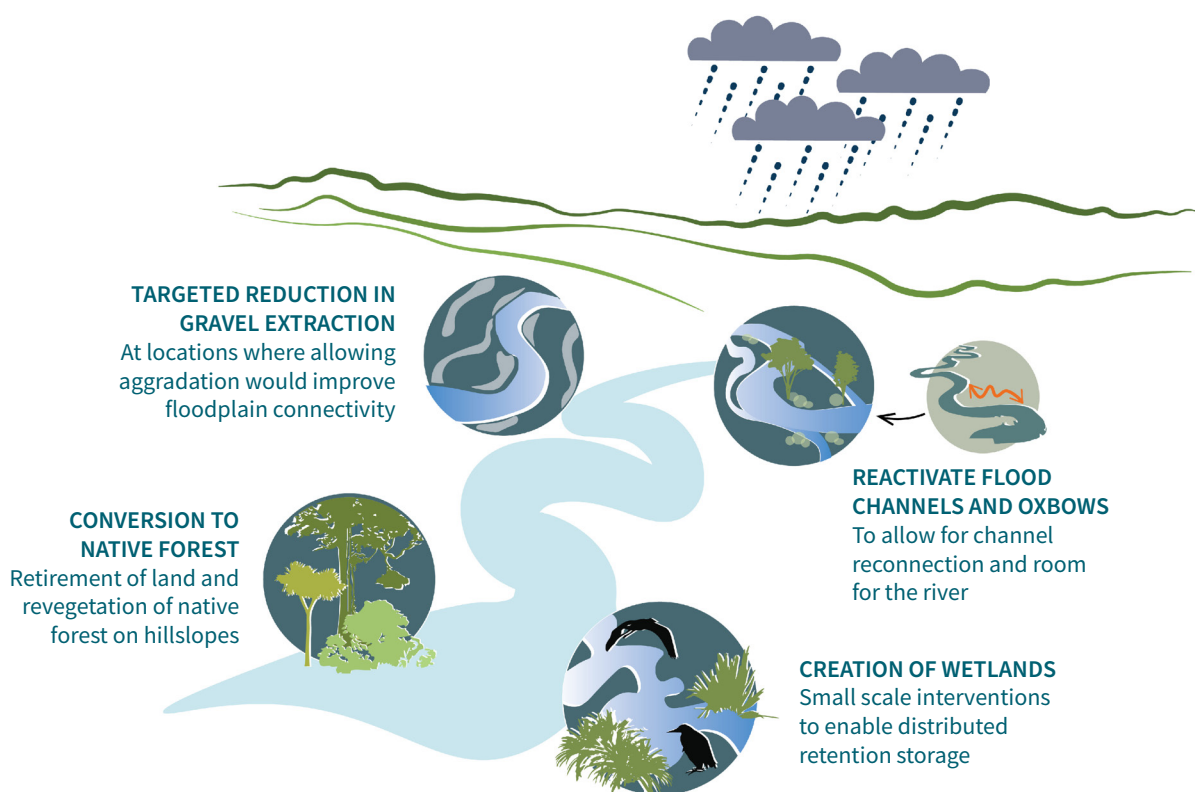 TARGETED REDUCTION IN
GRAVEL EXTRACTION
At locations where allowing
aggradation would improve
floodplain connectivity
REACTIVATE FLOOD
CHANNELS AND OXBOWS
To allow for channel
reconnection and room
for the river
CONVERSION TO
NATIVE FOREST
Retirement of land and
revegetation of native
forest on hillslopes
CREATION OF WETLANDS
Small scale interventions
to enable distributed
retention storage